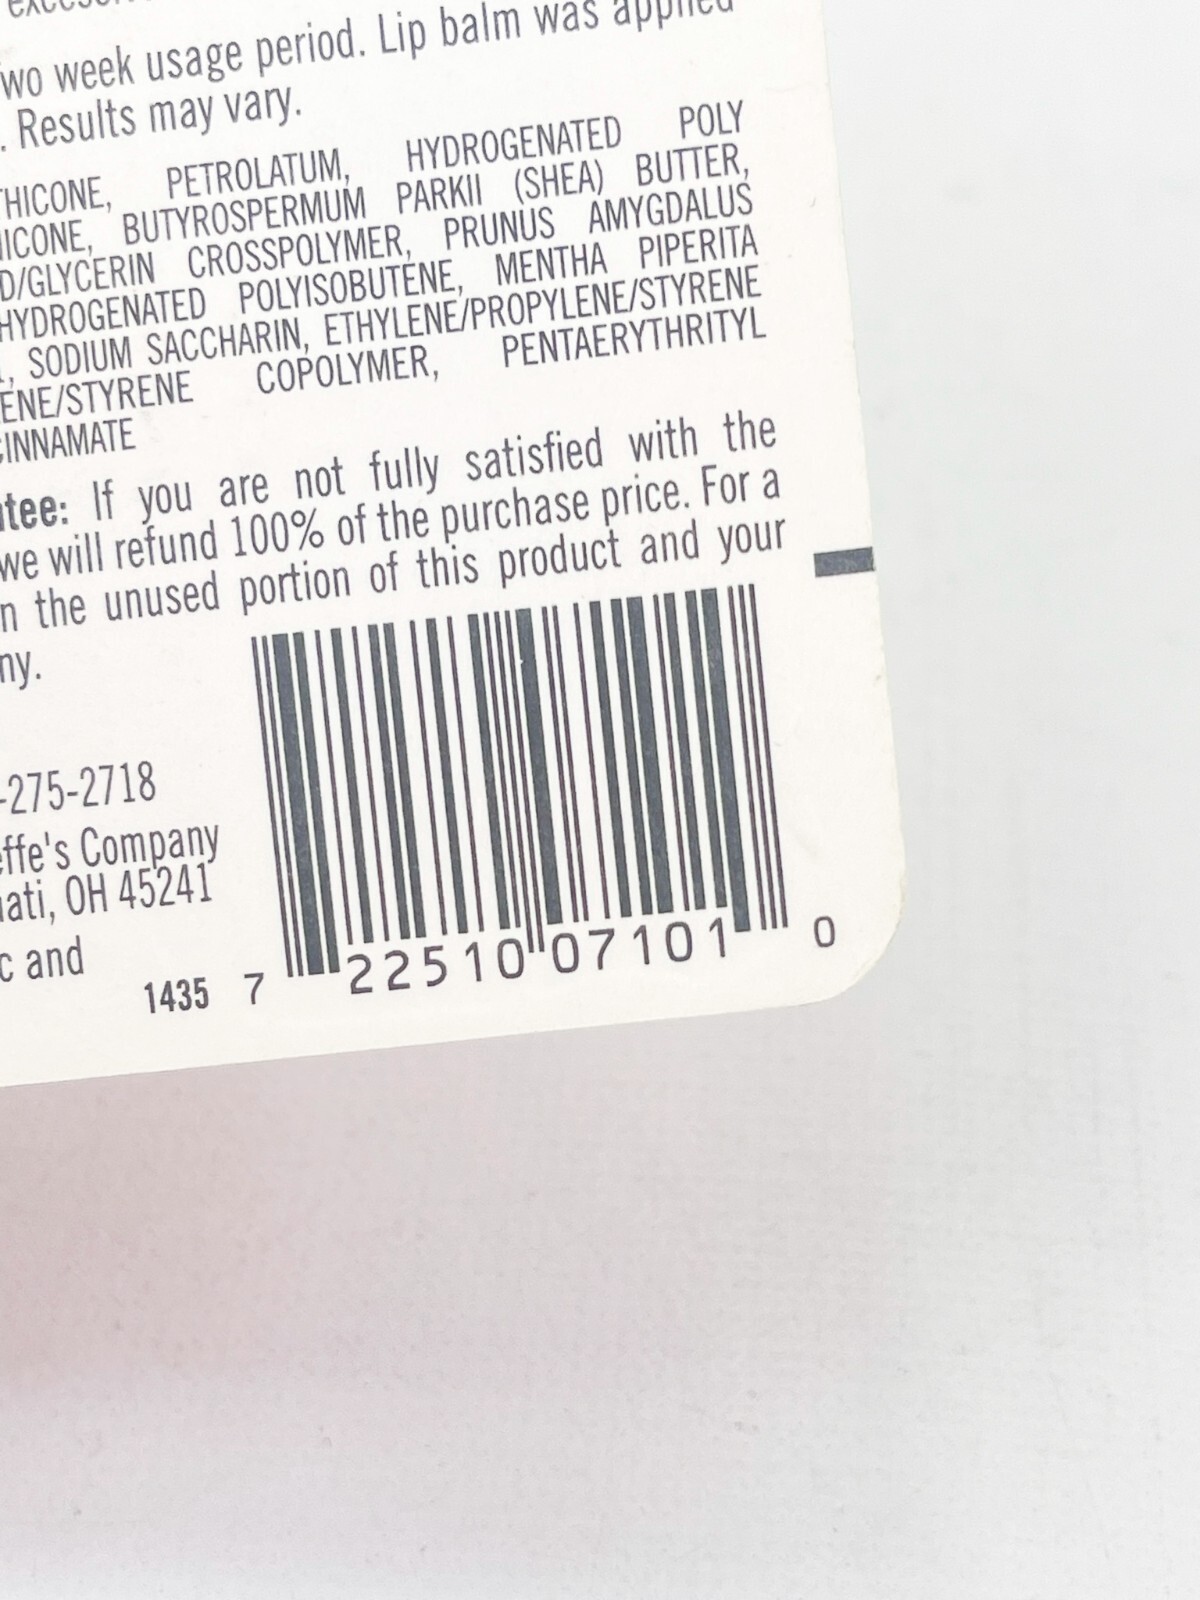 two week usage period. Lip balm was applied
. Results may vary.
THICONE, PETROLATUM, HYDROGENATED POLY
HICONE, BUTYROSPERMUM PARKII (SHEA) BUTTER,
D/GLYCERIN CROSSPOLYMER, PRUNUS AMYGDALUS
HYDROGENATED POLYISOBUTENE, MENTHA PIPERITA
, SODIUM SACCHARIN, ETHYLENE/PROPYLENE/STYRENE
ENE/STYRENE COPOLYMER, PENTAERYTHRITYL
CINNAMATE
tee: If you are not fully satisfied with the
we will refund 100% of the purchase price. For a
n the unused portion of this product and your
ny.
-275-2718
effe's Company
nati, OH 45241
c and
1435 7 22510 07101 0